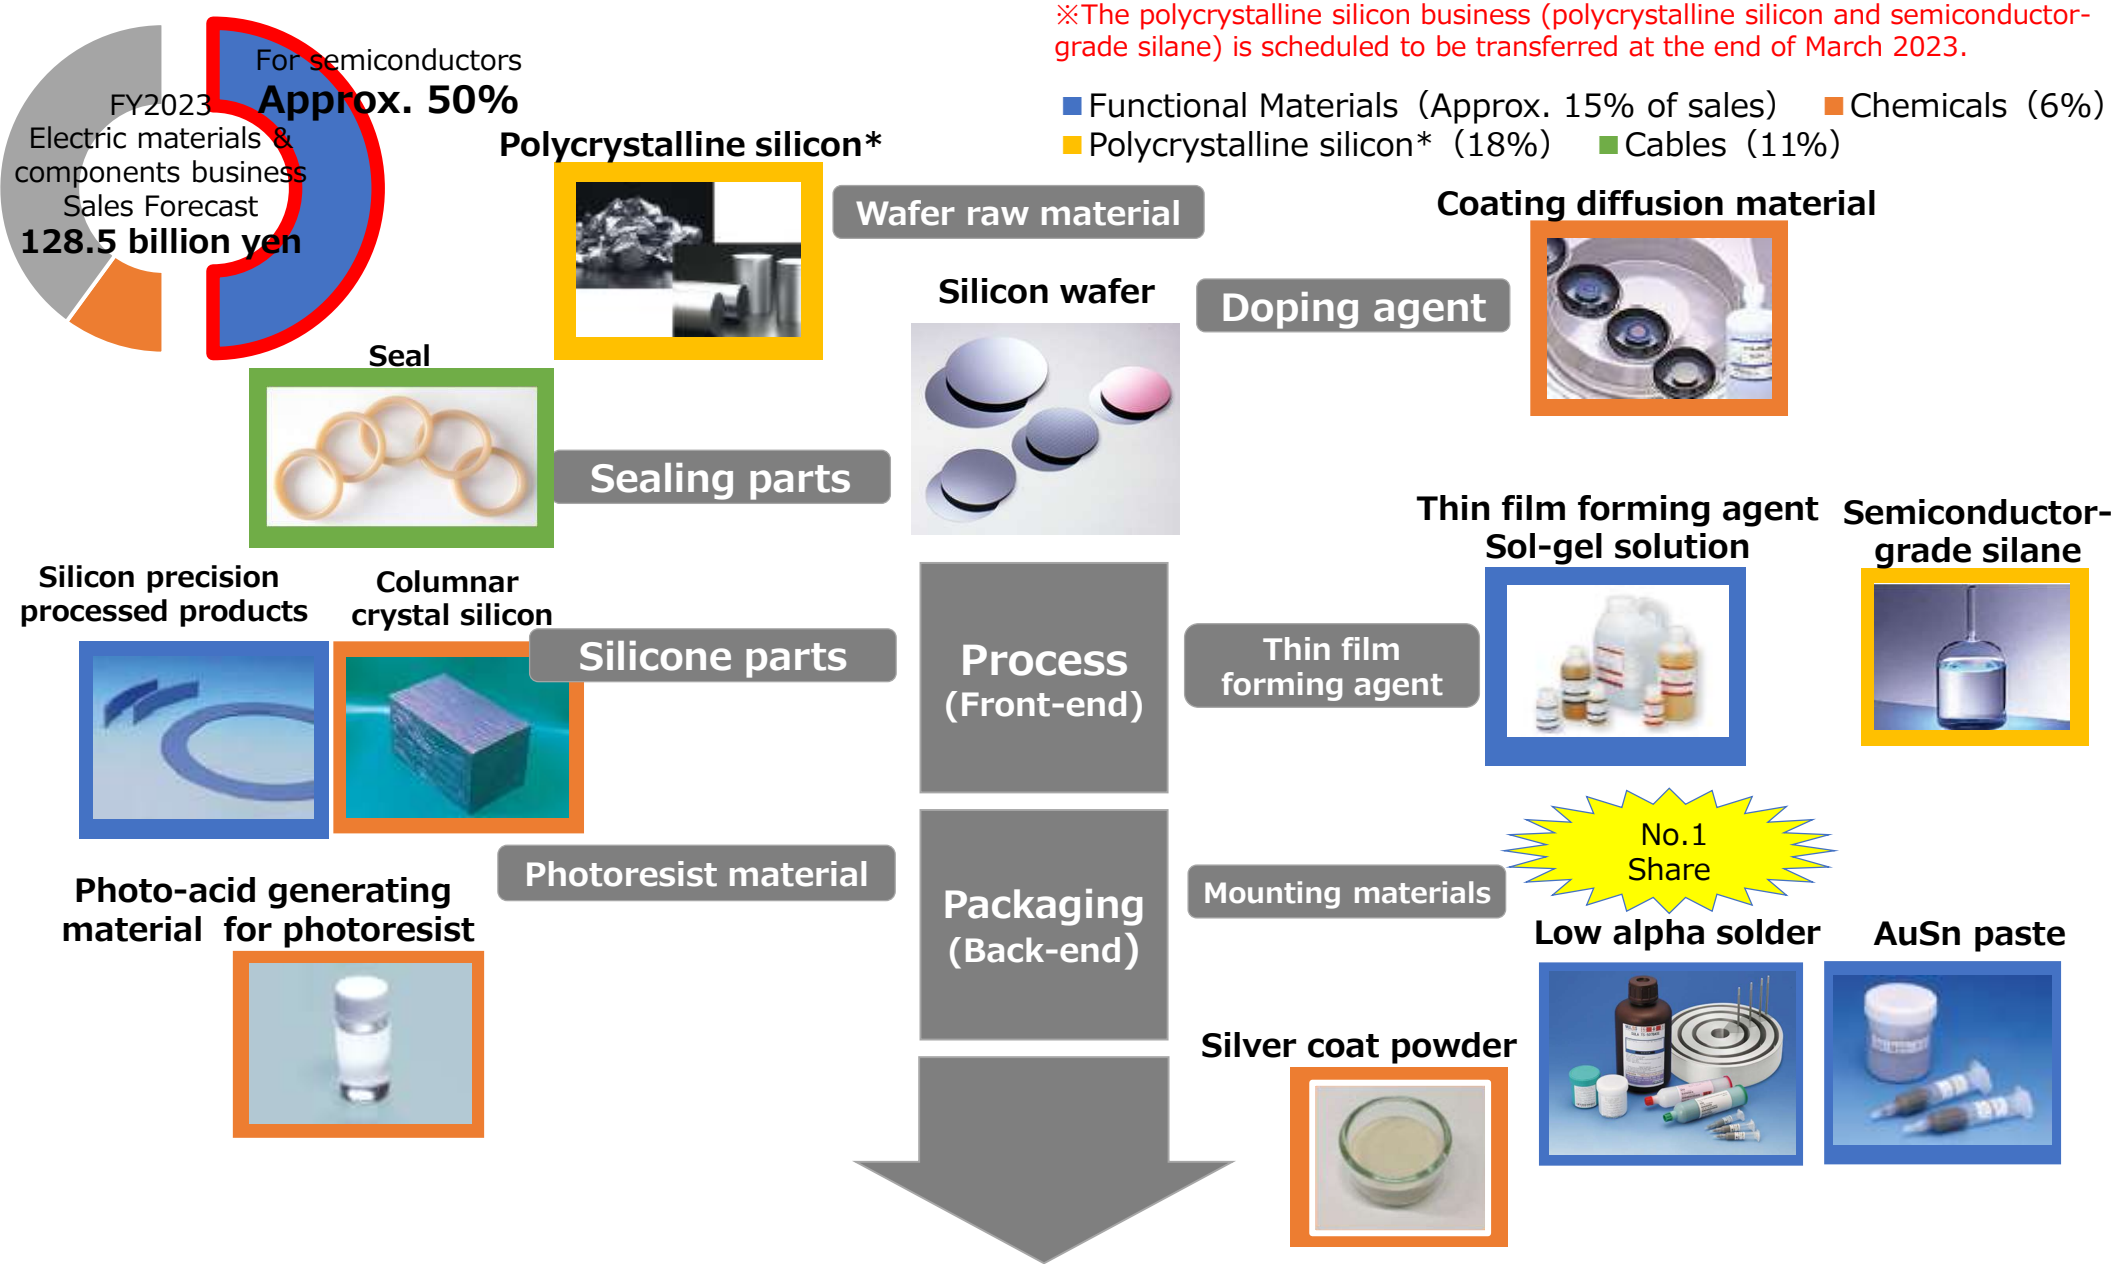 ※The polycrystalline silicon business (polycrystalline silicon and semiconductor-
grade silane) is scheduled to be transferred at the end of March 2023.
For semiconductors
Approx. 50%
FY2023
Electric materials &
components business
Sales Forecast
128.5 billion yen
Functional Materials（Approx. 15% of sales） Chemicals（6%）
Polycrystalline silicon*（18%） Cables（11%）
Polycrystalline silicon*
Wafer raw material
Coating diffusion material
Silicon wafer
Doping agent
Seal
Sealing parts
Thin film forming agent
Sol-gel solution
Semiconductor-
grade silane
Silicon precision
processed products
Columnar
crystal silicon
Silicone parts
Process
(Front-end)
Thin film
forming agent
No.1
Share
Photoresist material
Photo-acid generating
material  for photoresist
Packaging
(Back-end)
Mounting materials
Low alpha solder
AuSn paste
Silver coat powder